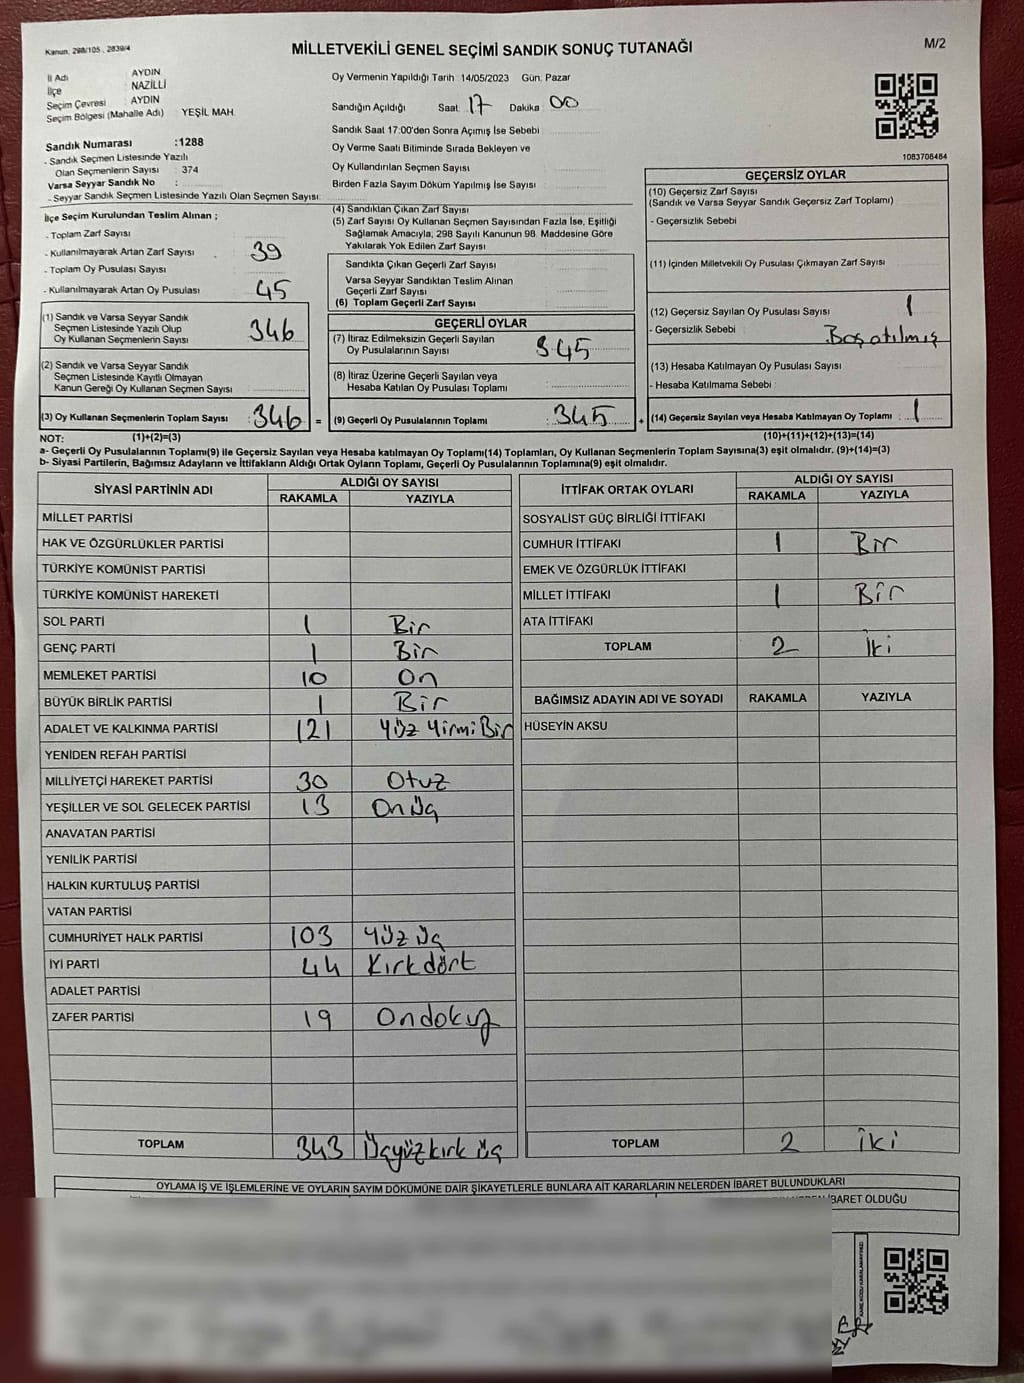 Kanun. 298/105 , 2839/4
MİLLETVEKİLİ GENEL SEÇİMİ SANDIK SONUÇ TUTANAĞI
M/2
İl Adı : AYDIN
İlçe : NAZİLLİ
Seçim Çevresi : AYDIN
Seçim Bölgesi (Mahalle Adı) : YEŞİL MAH.
Sandık Numarası :1288
- Sandık Seçmen Listesinde Yazılı
Olan Seçmenlerin Sayısı : 374
Varsa Seyyar Sandık No :
- Seyyar Sandık Seçmen Listesinde Yazılı Olan Seçmen Sayısı:
Oy Vermenin Yapıldığı Tarih : 14/05/2023 Gün: Pazar
Sandığın Açıldığı Saat: 17 Dakika : 00
Sandık Saat 17:00'den Sonra Açımış İse Sebebi :
Oy Verme Saati Bitiminde Sırada Bekleyen ve
Oy Kullandırılan Seçmen Sayısı :
Birden Fazla Sayım Döküm Yapılmış İse Sayısı :
1083706484
İlçe Seçim Kurulundan Teslim Alınan ;
- Toplam Zarf Sayısı :
- Kullanılmayarak Artan Zarf Sayısı : 39
- Toplam Oy Pusulası Sayısı :
- Kullanılmayarak Artan Oy Pusulası : 45
(1) Sandık ve Varsa Seyyar Sandık
Seçmen Listesinde Yazılı Olup
Oy Kullanan Seçmenlerin Sayısı : 346
(2) Sandık ve Varsa Seyyar Sandık
Seçmen Listesinde Kayıtlı Olmayan
Kanun Gereği Oy Kullanan Seçmen Sayısı :
(3) Oy Kullanan Seçmenlerin Toplam Sayısı : 346 =
(4) Sandıktan Çıkan Zarf Sayısı :
(5) Zarf Sayısı Oy Kullanan Seçmen Sayısından Fazla İse, Eşitliği
Sağlamak Amacıyla; 298 Sayılı Kanunun 98. Maddesine Göre
Yakılarak Yok Edilen Zarf Sayısı :
Sandıkta Çıkan Geçerli Zarf Sayısı :
Varsa Seyyar Sandıktan Teslim Alınan
Geçerli Zarf Sayısı :
(6) Toplam Geçerli Zarf Sayısı :
GEÇERLİ OYLAR
(7) İtiraz Edilmeksizin Geçerli Sayılan
Oy Pusulalarının Sayısı : 345
(8) İtiraz Üzerine Geçerli Sayılan veya
Hesaba Katılan Oy Pusulası Toplamı :
(9) Geçerli Oy Pusulalarının Toplamı : 345 +
GEÇERSİZ OYLAR
(10) Geçersiz Zarf Sayısı
(Sandık ve Varsa Seyyar Sandık Geçersiz Zarf Toplamı) :
- Geçersizlik Sebebi :
(11) İçinden Milletvekili Oy Pusulası Çıkmayan Zarf Sayısı :
(12) Geçersiz Sayılan Oy Pusulası Sayısı : 1
- Geçersizlik Sebebi : Boş atılmış
(13) Hesaba Katılmayan Oy Pusulası Sayısı :
- Hesaba Katılmama Sebebi :
(14) Geçersiz Sayılan veya Hesaba Katılmayan Oy Toplamı : 1
NOT: (1)+(2)=(3) (10)+(11)+(12)+(13)=(14)
a- Geçerli Oy Pusulalarının Toplamı(9) ile Geçersiz Sayılan veya Hesaba Katılmayan Oy Toplamı(14) Toplamları, Oy Kullanan Seçmenlerin Toplam Sayısına(3) eşit olmalıdır. (9)+(14)=(3)
b- Siyasi Partilerin, Bağımsız Adayların ve İttifakların Aldığı Ortak Oyların Toplamı, Geçerli Oy Pusulalarının Toplamına(9) eşit olmalıdır.
SİYASİ PARTİNİN ADI ALDIĞI OY SAYISI
RAKAMLA YAZIYLA
MİLLET PARTİSİ
HAK VE ÖZGÜRLÜKLER PARTİSİ
TÜRKİYE KOMÜNİST PARTİSİ
TÜRKİYE KOMÜNİST HAREKETİ
SOL PARTİ 1 Bir
GENÇ PARTİ 1 Bir
MEMLEKET PARTİSİ 10 On
BÜYÜK BİRLİK PARTİSİ 1 Bir
ADALET VE KALKINMA PARTİSİ 121 Yüz Yirmi Bir
YENİDEN REFAH PARTİSİ
MİLLİYETÇİ HAREKET PARTİSİ 30 Otuz
YEŞİLLER VE SOL GELECEK PARTİSİ 13 On üç
ANAVATAN PARTİSİ
YENİLİK PARTİSİ
HALKIN KURTULUŞ PARTİSİ
VATAN PARTİSİ
CUMHURİYET HALK PARTİSİ 103 Yüz üç
İYİ PARTİ 44 Kırkdört
ADALET PARTİSİ
ZAFER PARTİSİ 19 Ondokuz
TOPLAM 343 Üçyüzkırk üç
İTTİFAK ORTAK OYLARI ALDIĞI OY SAYISI
RAKAMLA YAZIYLA
SOSYALİST GÜÇ BİRLİĞİ İTTİFAKI
CUMHUR İTTİFAKI 1 Bir
EMEK VE ÖZGÜRLÜK İTTİFAKI
MİLLET İTTİFAKI 1 Bir
ATA İTTİFAKI
TOPLAM 2 İki
BAĞIMSIZ ADAYIN ADI VE SOYADI RAKAMLA YAZIYLA
HÜSEYİN AKSU
TOPLAM 2 iki
OYLAMA İŞ VE İŞLEMLERİNE VE OYLARIN SAYIM DÖKÜMÜNE DAİR ŞİKAYETLERLE BUNLARA AİT KARARLARIN NELERDEN İBARET BULUNDUKLARI
İBARET OLDUĞU